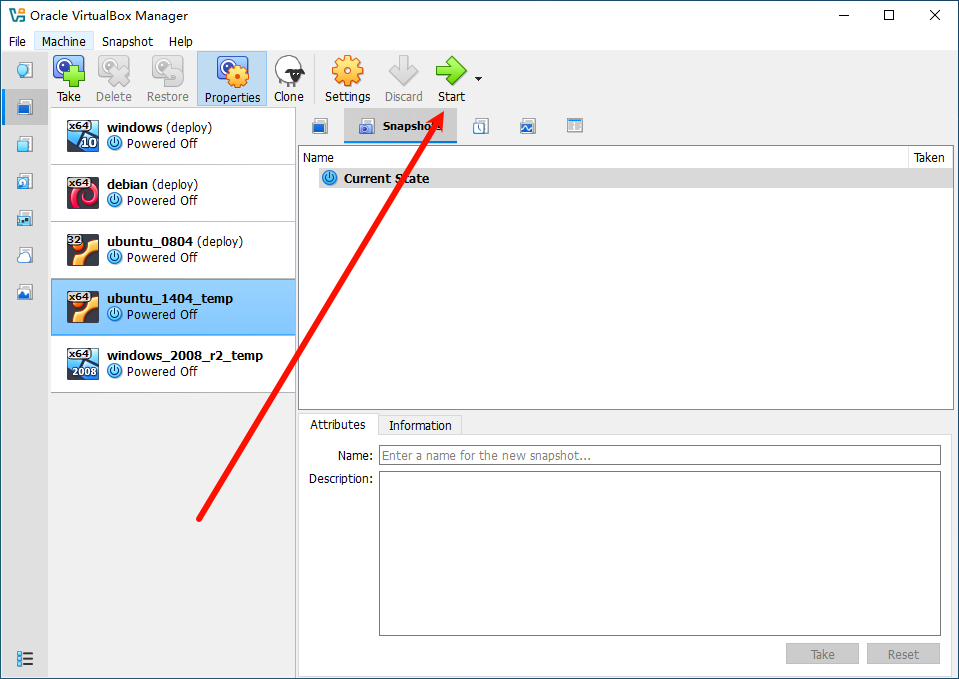 Oracle VirtualBox Manager
File Machine Snapshot Help
Take Delete Restore Properties Clone Settings Discard Start
x64 10 windows (deploy)
Powered Off
x64 debian (deploy)
Powered Off
32 ubuntu_0804 (deploy)
Powered Off
x64 ubuntu_1404_temp
Powered Off
x64 2008 windows_2008_r2_temp
Powered Off
Snapshots
Name Taken
Current State
Attributes Information
Name: Enter a name for the new snapshot...
Description:
Take Reset